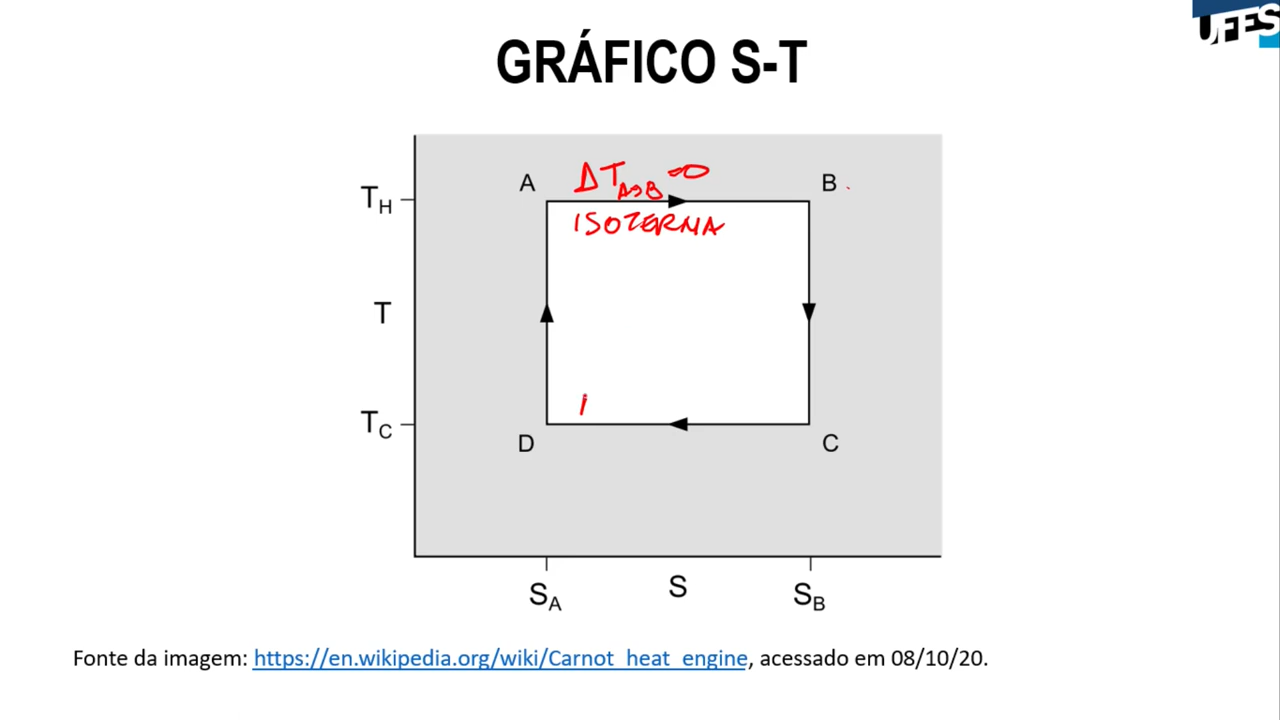 UFES
GRÁFICO S-T
A ΔT A→B =0 B
T_H
ISOTERMA
T
I
T_C
D C
S_A S S_B
Fonte da imagem: https://en.wikipedia.org/wiki/Carnot_heat_engine, acessado em 08/10/20.